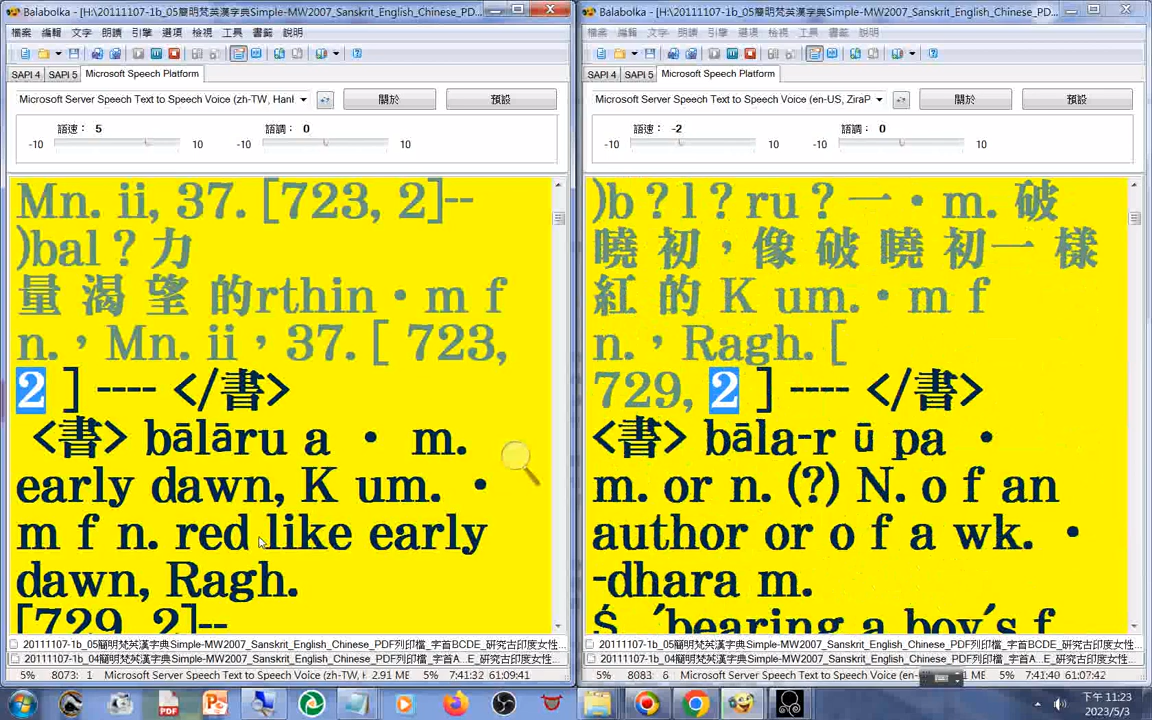 Balabolka - [H:\20111107-1b_05簡明梵英漢字典Simple-MW2007_Sanskrit_English_Chinese_PD...
檔案 編輯 文字 朗讀 引擎 選項 檢視 工具 書籤 說明
SAPI 4 SAPI 5 Microsoft Speech Platform
Microsoft Server Speech Text to Speech Voice (zh-TW, HanI
關於
預設
語速： 5
語調： 0
-10 10 -10 10
Mn. ii, 37. [723, 2]--
)bal？力
量 渴 望 的rthin・m f
n.，Mn. ii，37. [ 723,
2 ] ---- </書>
<書> bālāru a ・ m.
early dawn, K um. ・
m f n. red like early
dawn, Ragh.
[729, 2]--
20111107-1b_05簡明梵英漢字典Simple-MW2007_Sanskrit_English_Chinese_PDF列印檔_字首BCDE_研究古印度女性...
20111107-1b_04簡明梵英漢字典Simple-MW2007_Sanskrit_English_Chinese_PDF列印檔_字首A...E_研究古印度女性...
5% 8073: 1 Microsoft Server Speech Text to Speech Voice (zh-TW, 2.91 MB 5% 7:41:32 61:09:41
Balabolka - [H:\20111107-1b_05簡明梵英漢字典Simple-MW2007_Sanskrit_English_Chinese_PD...
檔案 編輯 文字 朗讀 引擎 選項 檢視 工具 書籤 說明
SAPI 4 SAPI 5 Microsoft Speech Platform
Microsoft Server Speech Text to Speech Voice (en-US, ZiraP
關於
預設
語速： -2
語調： 0
-10 10 -10 10
)b？l？ru？一・m. 破
曉 初，像 破 曉 初一 樣
紅 的 K um.・m f
n.，Ragh. [
729, 2 ] ---- </書>
<書> bāla-r ū pa ・
m. or n. (?) N. o f an
author or o f a wk. ・
-dhara m.
Ś 'bearing a boy's f
20111107-1b_05簡明梵英漢字典Simple-MW2007_Sanskrit_English_Chinese_PDF列印檔_字首BCDE_研究古印度女性...
20111107-1b_04簡明梵英漢字典Simple-MW2007_Sanskrit_English_Chinese_PDF列印檔_字首A...E_研究古印度女性...
5% 8083 6 Microsoft Server Speech Text to Speech Voice (en-US, MB 5% 7:41:40 61:07:42
下午 11:23
2023/5/3